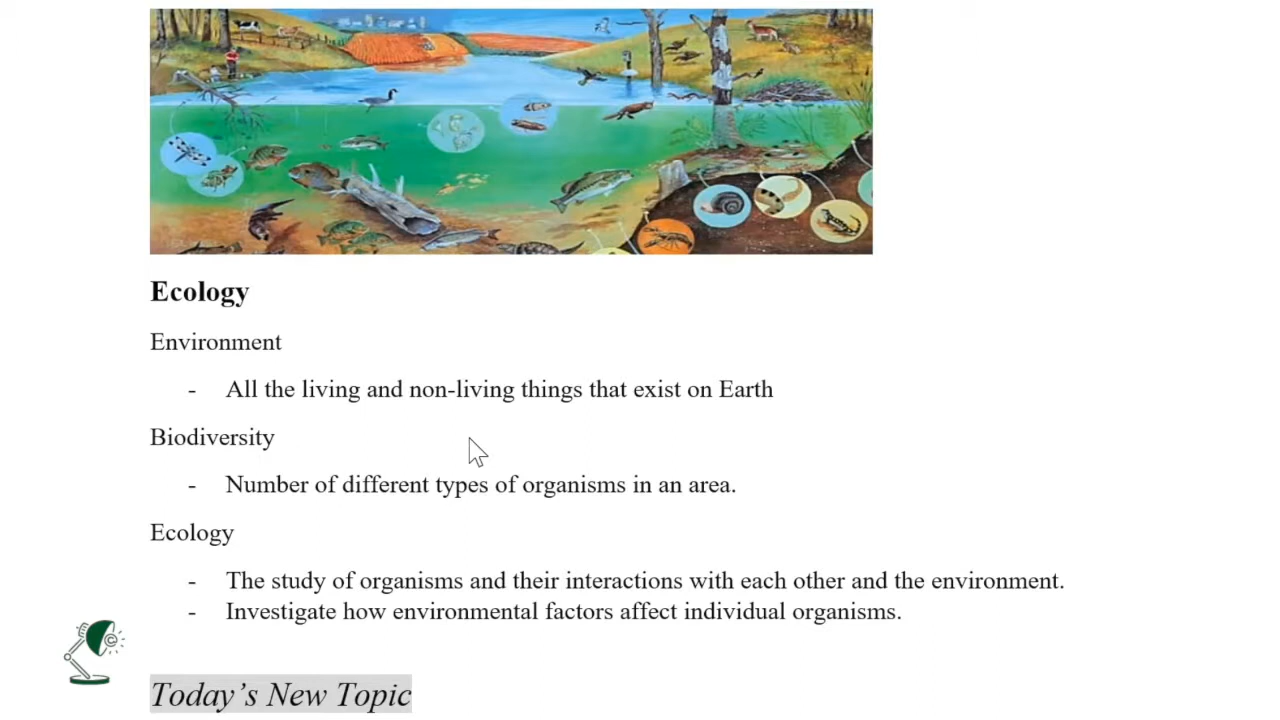 Ecology
Environment
- All the living and non-living things that exist on Earth
Biodiversity
- Number of different types of organisms in an area.
Ecology
- The study of organisms and their interactions with each other and the environment.
- Investigate how environmental factors affect individual organisms.
Today’s New Topic